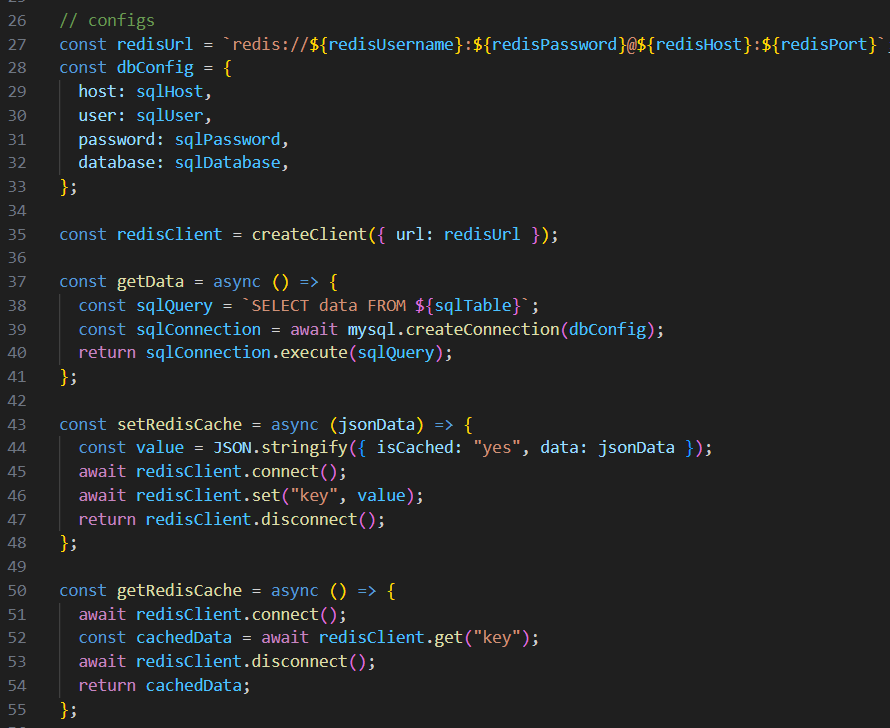 26 // configs
27 const redisUrl = `redis://${redisUsername}:${redisPassword}@${redisHost}:${redisPort}`
28 const dbConfig = {
29 host: sqlHost,
30 user: sqlUser,
31 password: sqlPassword,
32 database: sqlDatabase,
33 };
34
35 const redisClient = createClient({ url: redisUrl });
36
37 const getData = async () => {
38 const sqlQuery = `SELECT data FROM ${sqlTable}`;
39 const sqlConnection = await mysql.createConnection(dbConfig);
40 return sqlConnection.execute(sqlQuery);
41 };
42
43 const setRedisCache = async (jsonData) => {
44 const value = JSON.stringify({ isCached: "yes", data: jsonData });
45 await redisClient.connect();
46 await redisClient.set("key", value);
47 return redisClient.disconnect();
48 };
49
50 const getRedisCache = async () => {
51 await redisClient.connect();
52 const cachedData = await redisClient.get("key");
53 await redisClient.disconnect();
54 return cachedData;
55 };